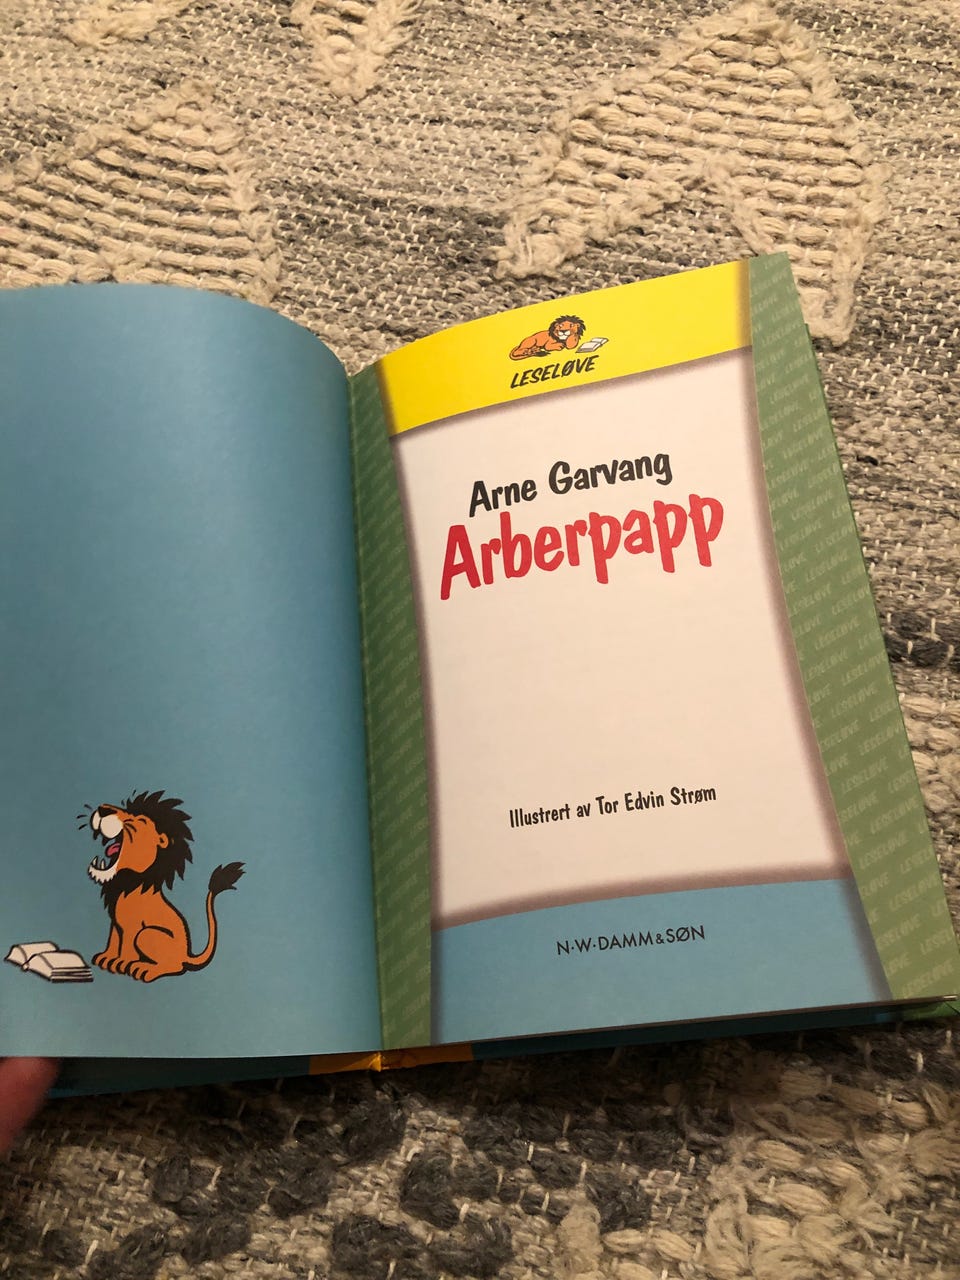 LESELØVE
Arne Garvang
Arberpapp
Illustrert av Tor Edvin Strøm
N·W·DAMM & SØN